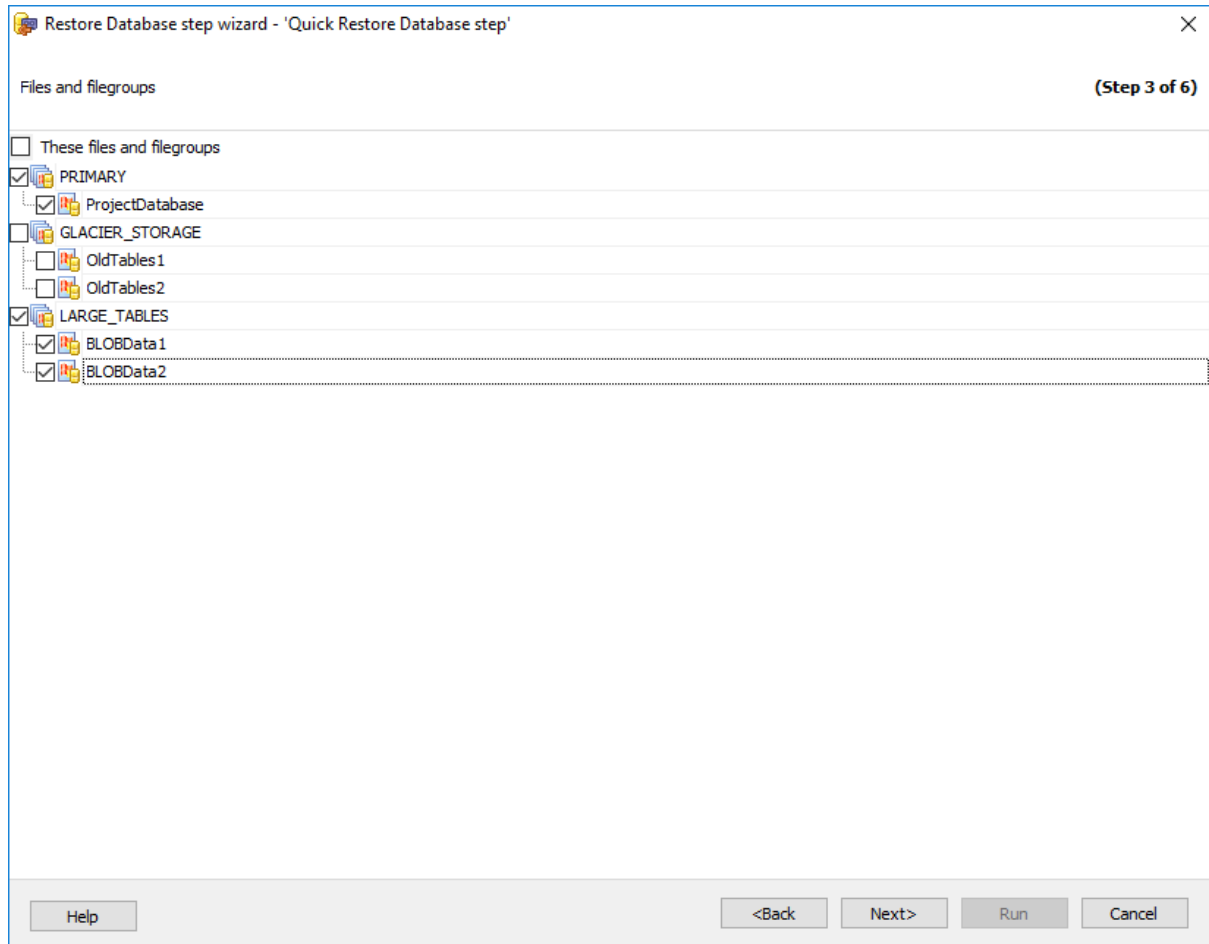 Restore Database step wizard - 'Quick Restore Database step'
Files and filegroups (Step 3 of 6)
These files and filegroups
PRIMARY
ProjectDatabase
GLACIER_STORAGE
OldTables1
OldTables2
LARGE_TABLES
BLOBData1
BLOBData2
Help <Back Next> Run Cancel